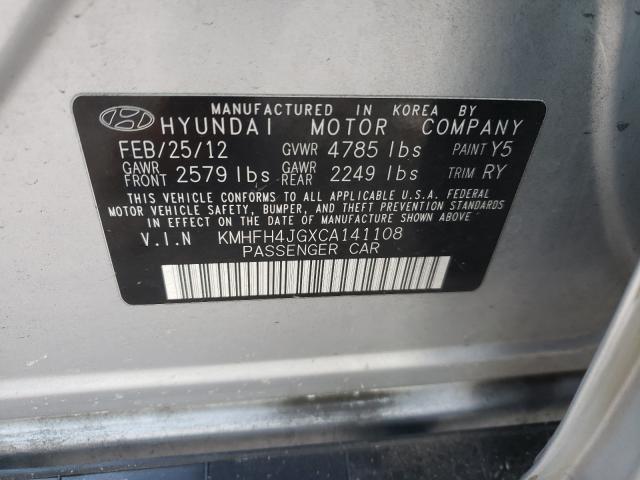 MANUFACTURED IN KOREA BY
HYUNDAI MOTOR COMPANY
FEB/25/12 GVWR 4785 lbs PAINT Y5
GAWR FRONT 2579 lbs GAWR REAR 2249 lbs TRIM RY
THIS VEHICLE CONFORMS TO ALL APPLICABLE U.S.A. FEDERAL
MOTOR VEHICLE SAFETY, BUMPER, AND THEFT PREVENTION STANDARDS
IN EFFECT ON THE DATE OF MANUFACTURE SHOWN ABOVE.
V.I.N KMHFH4JGXCA141108
PASSENGER CAR